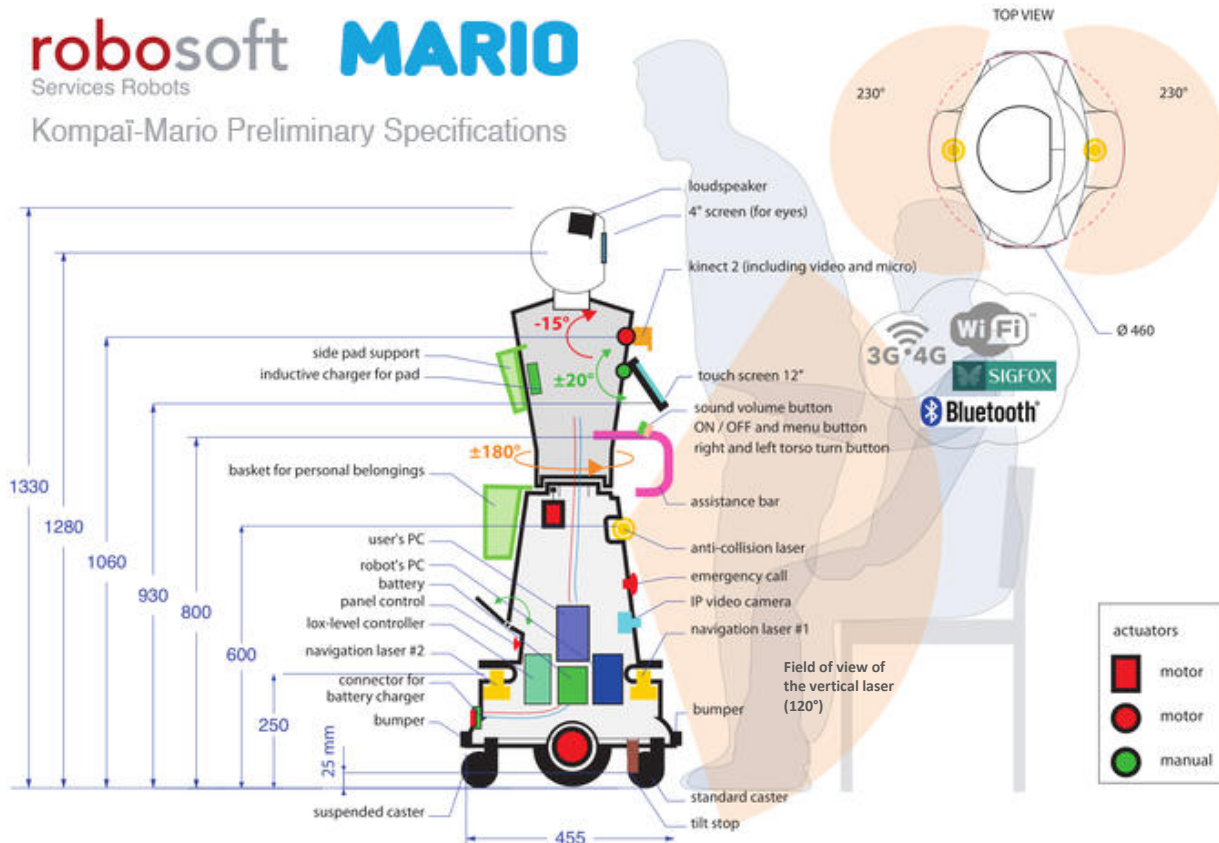 robosoft
Services Robots
MARIO
Kompaï-Mario Preliminary Specifications
TOP VIEW
230°
230°
Ø 460
3G•4G
WiFi™
SIGFOX
Bluetooth®
loudspeaker
4" screen (for eyes)
kinect 2 (including video and micro)
-15°
±20°
±180°
side pad support
inductive charger for pad
touch screen 12"
sound volume button
ON / OFF and menu button
right and left torso turn button
basket for personal belongings
assistance bar
user's PC
anti-collision laser
robot's PC
battery
emergency call
panel control
IP video camera
lox-level controller
navigation laser #1
navigation laser #2
connector for
battery charger
bumper
bumper
Field of view of
the vertical laser
(120°)
suspended caster
standard caster
tilt stop
1330
1280
1060
930
800
600
250
25 mm
455
actuators
motor
motor
manual